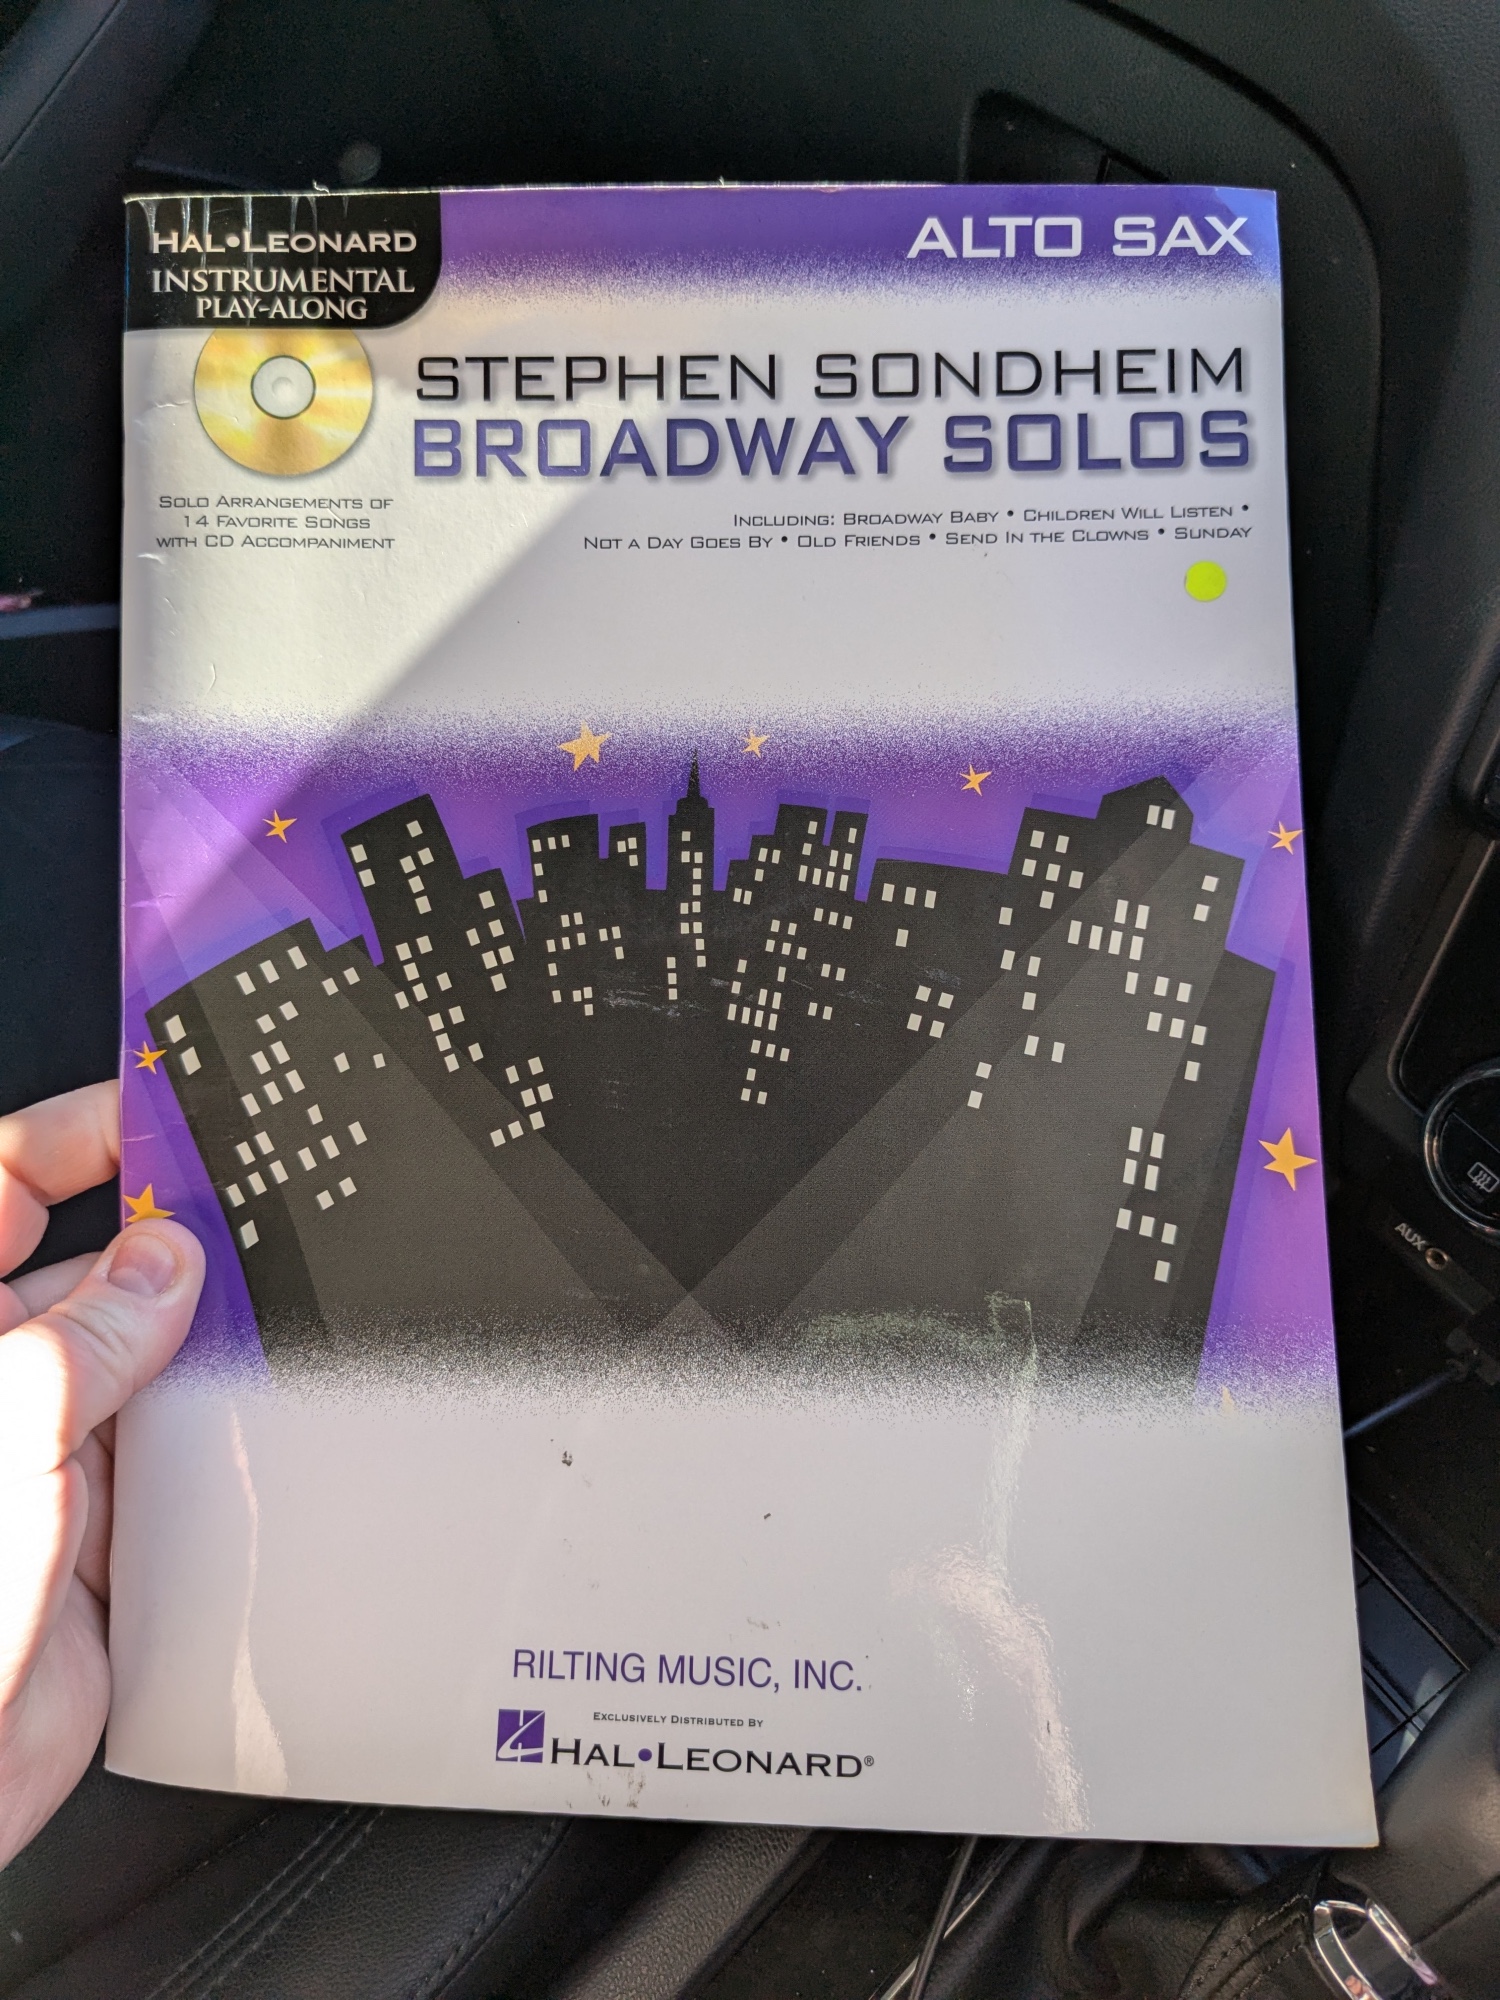 HAL•LEONARD
INSTRUMENTAL
PLAY-ALONG
ALTO SAX
STEPHEN SONDHEIM
BROADWAY SOLOS
SOLO ARRANGEMENTS OF
14 FAVORITE SONGS
WITH CD ACCOMPANIMENT
INCLUDING: BROADWAY BABY • CHILDREN WILL LISTEN •
NOT A DAY GOES BY • OLD FRIENDS • SEND IN THE CLOWNS • SUNDAY
AUX
RILTING MUSIC, INC.
EXCLUSIVELY DISTRIBUTED BY
HAL•LEONARD®